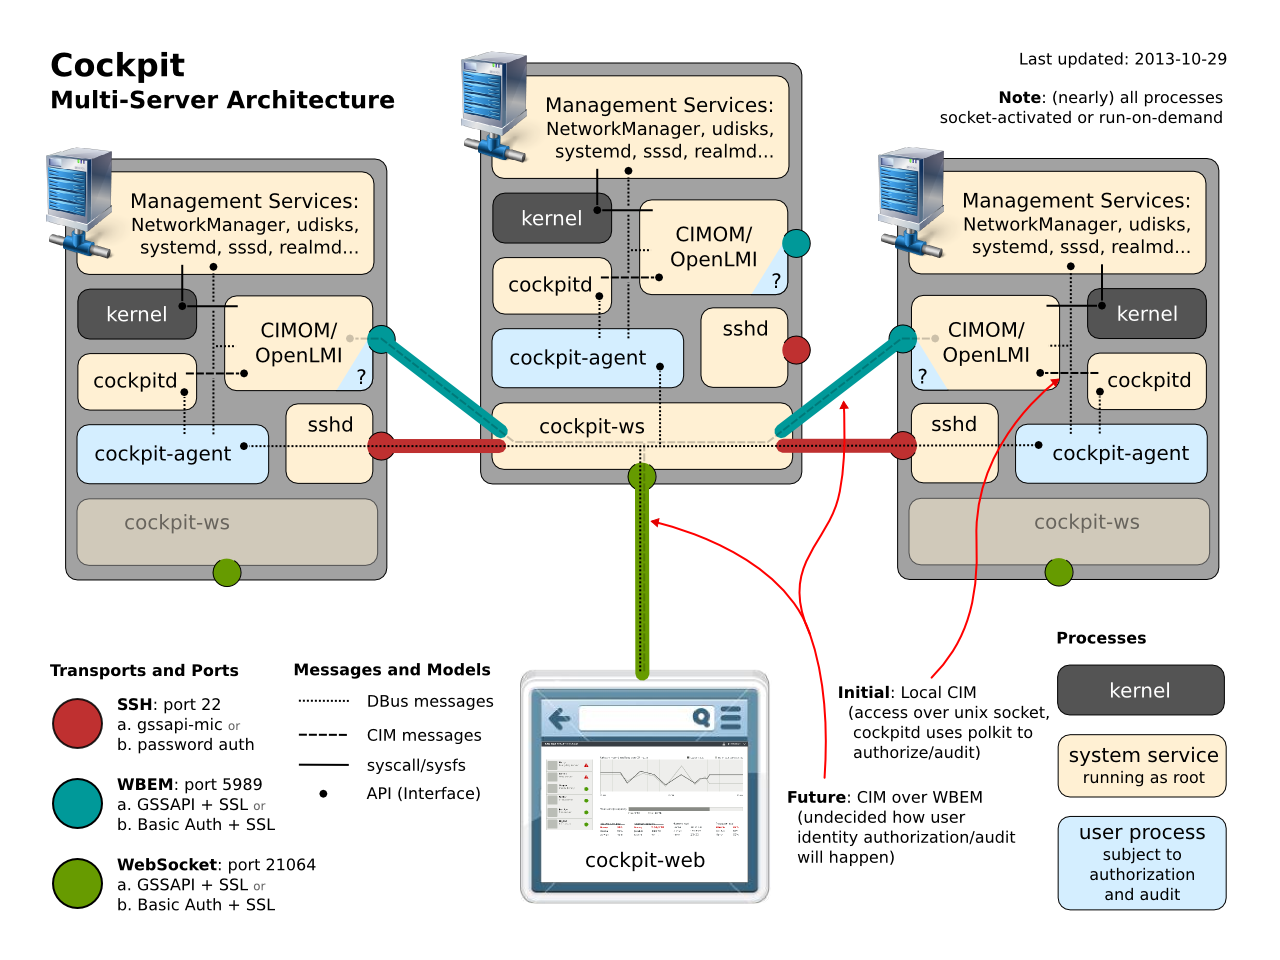 Cockpit
Multi-Server Architecture
Last updated: 2013-10-29
Note: (nearly) all processes
socket-activated or run-on-demand
Management Services:
NetworkManager, udisks,
systemd, sssd, realmd...
kernel
CIMOM/
OpenLMI
?
cockpitd
sshd
cockpit-agent
cockpit-ws
Management Services:
NetworkManager, udisks,
systemd, sssd, realmd...
kernel
CIMOM/
OpenLMI
?
cockpitd
sshd
cockpit-agent
cockpit-ws
Management Services:
NetworkManager, udisks,
systemd, sssd, realmd...
kernel
CIMOM/
OpenLMI
?
cockpitd
sshd
cockpit-agent
cockpit-ws
Transports and Ports
SSH: port 22
a. gssapi-mic or
b. password auth
WBEM: port 5989
a. GSSAPI + SSL or
b. Basic Auth + SSL
WebSocket: port 21064
a. GSSAPI + SSL or
b. Basic Auth + SSL
Messages and Models
DBus messages
CIM messages
syscall/sysfs
API (Interface)
cockpit-web
Initial: Local CIM
(access over unix socket,
cockpitd uses polkit to
authorize/audit)
Future: CIM over WBEM
(undecided how user
identity authorization/audit
will happen)
Processes
kernel
system service
running as root
user process
subject to
authorization
and audit